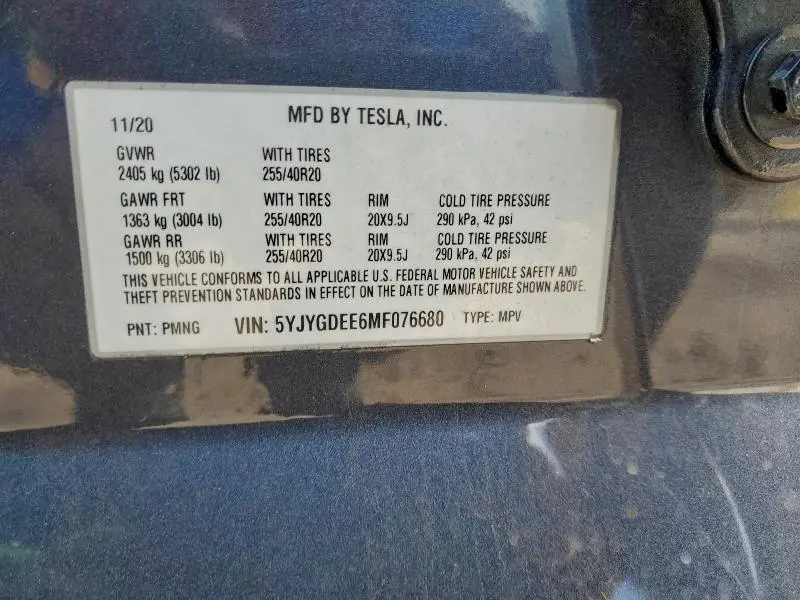 MFD BY TESLA, INC.
11/20
GVWR WITH TIRES
2405 kg (5302 lb) 255/40R20
GAWR FRT WITH TIRES RIM COLD TIRE PRESSURE
1363 kg (3004 lb) 255/40R20 20X9.5J 290 kPa, 42 psi
GAWR RR WITH TIRES RIM COLD TIRE PRESSURE
1500 kg (3306 lb) 255/40R20 20X9.5J 290 kPa, 42 psi
THIS VEHICLE CONFORMS TO ALL APPLICABLE U.S. FEDERAL MOTOR VEHICLE SAFETY AND
THEFT PREVENTION STANDARDS IN EFFECT ON THE DATE OF MANUFACTURE SHOWN ABOVE.
PNT: PMNG VIN: 5YJYGDEE6MF076680 TYPE: MPV